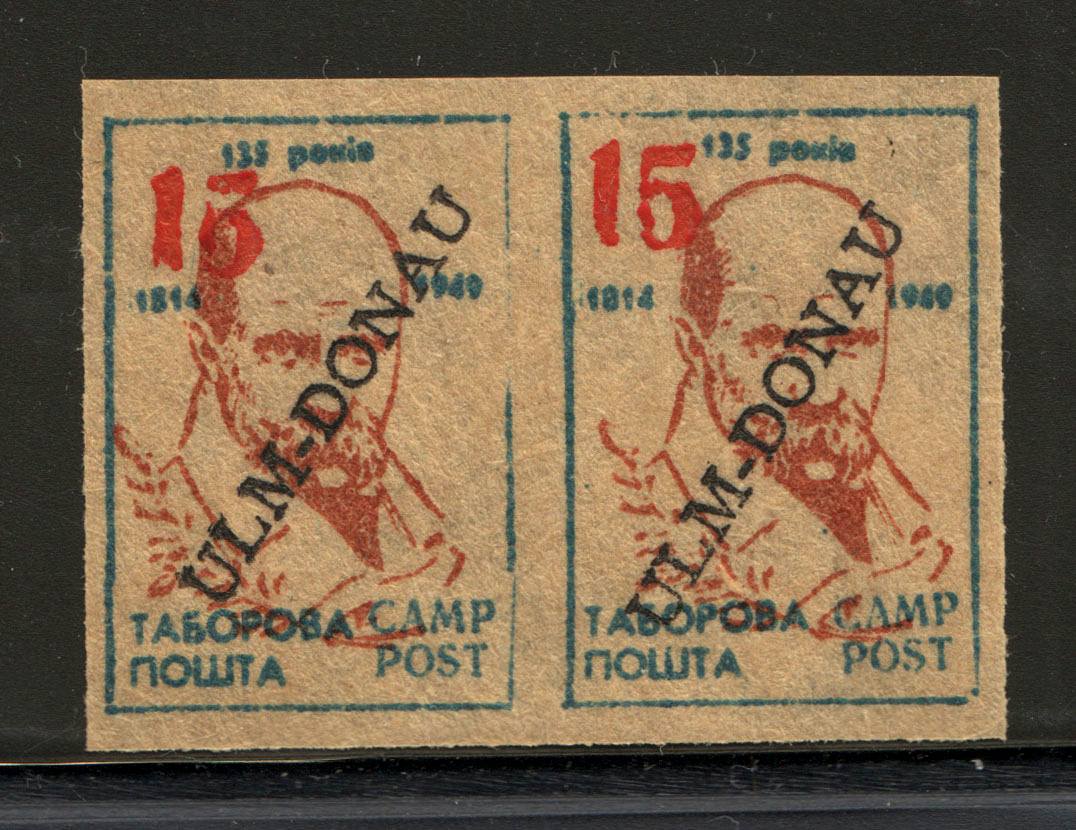 135 років
15
1814 1949
ULM-DONAU
ТАБОРОВА CAMP
ПОШТА POST
135 років
15
1814 1949
ULM-DONAU
ТАБОРОВА CAMP
ПОШТА POST